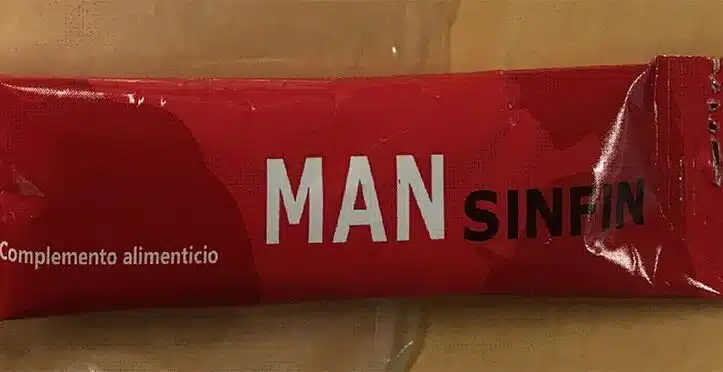 MAN SINFIN
Complemento alimenticio